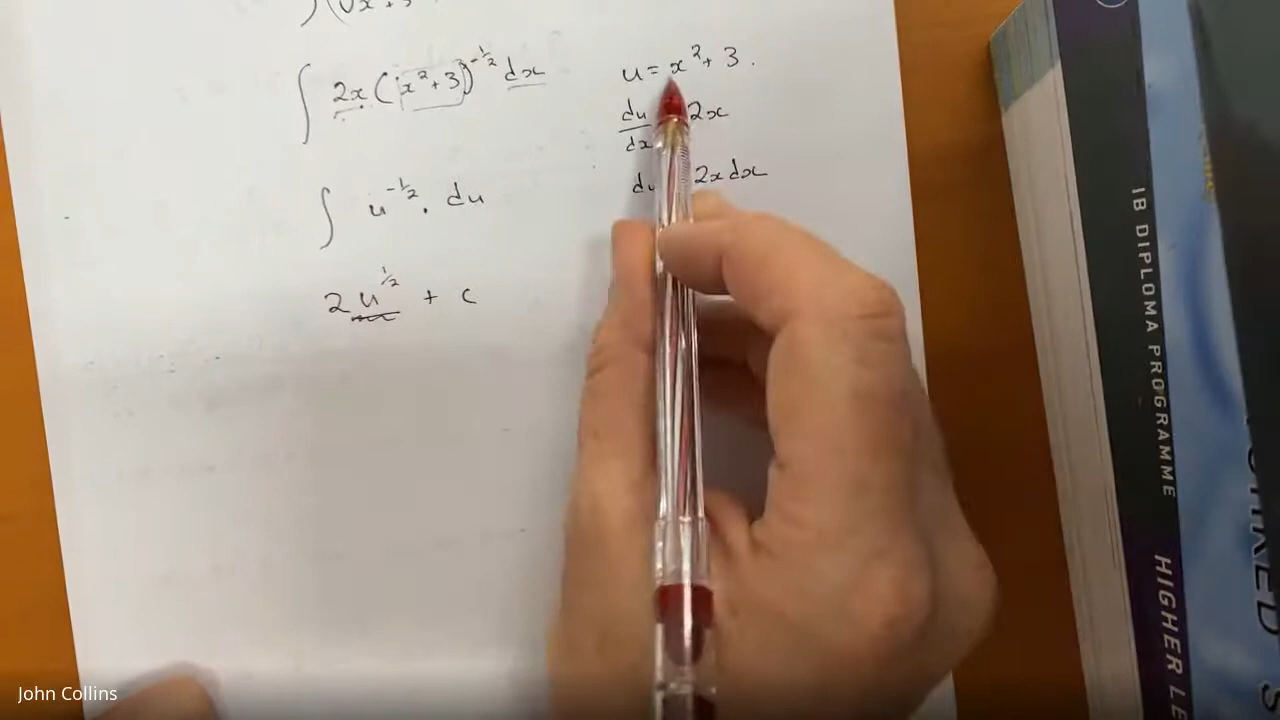 ∫ 2x (x²+3)^-1/2 dx
u = x² + 3.
du/dx 2x
∫ u^-1/2 . du
du 2x dx
2 u^1/2 + c
IB DIPLOMA PROGRAMME
HIGHER LE
John Collins